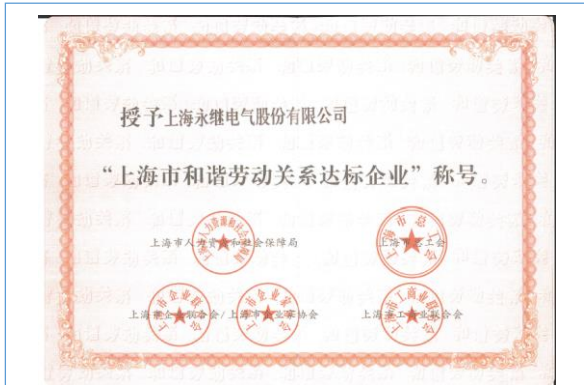 授予上海永继电气股份有限公司
“上海市和谐劳动关系达标企业”称号。
上海市人力资源和社会保障局
上海市总工会
上海市企业联合会/上海市企业家协会
上海市工商业联合会